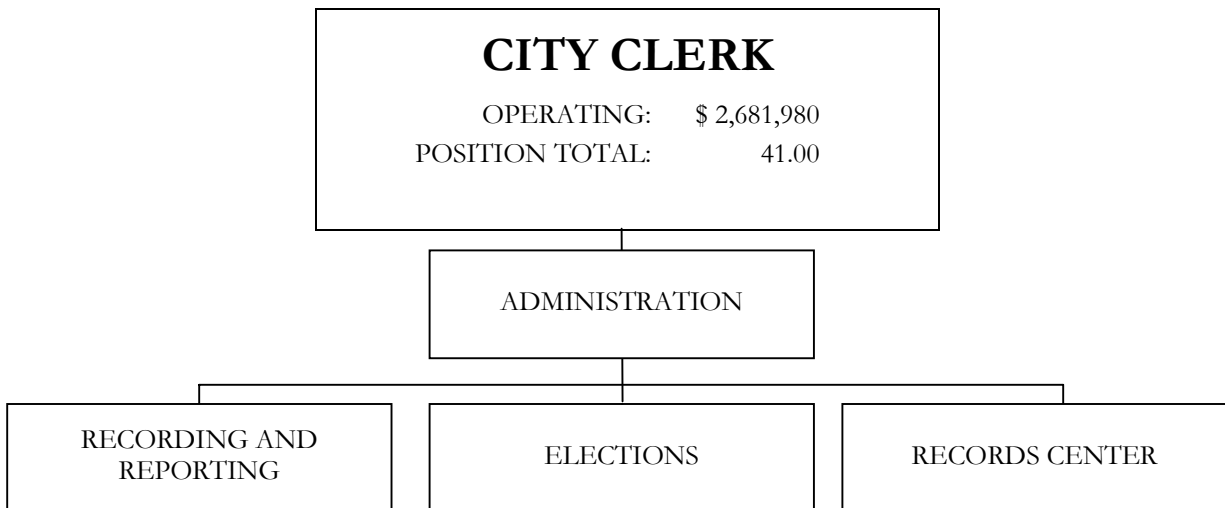 CITY CLERK
OPERATING: $ 2,681,980
POSITION TOTAL: 41.00
ADMINISTRATION
RECORDING AND
REPORTING
ELECTIONS
RECORDS CENTER